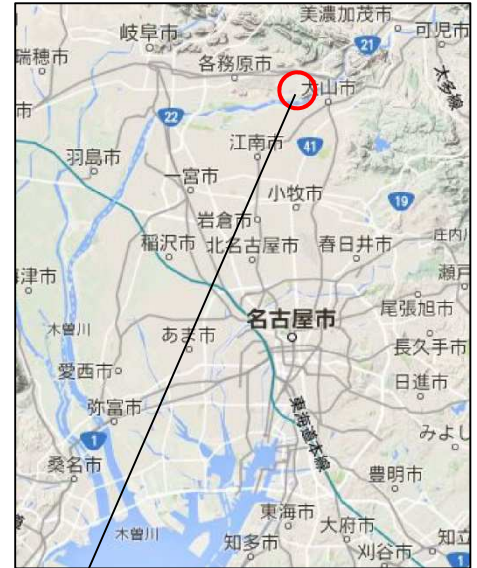 美濃加茂市
岐阜市
可児市
21
瑞穂市
各務原市
太多線
市
犬山市
22
江南市
41
羽島市
一宮市
小牧市
19
岩倉市
稲沢市
北名古屋市
春日井市
庄内川
海津市
瀬戸
名古屋市
尾張旭市
木曽川
あま市
長久手市
愛西市
日進市
弥富市
東海道本線
1
みよし
桑名市
豊明市
東海市
大府市
木曽川
知多市
刈谷市
知立